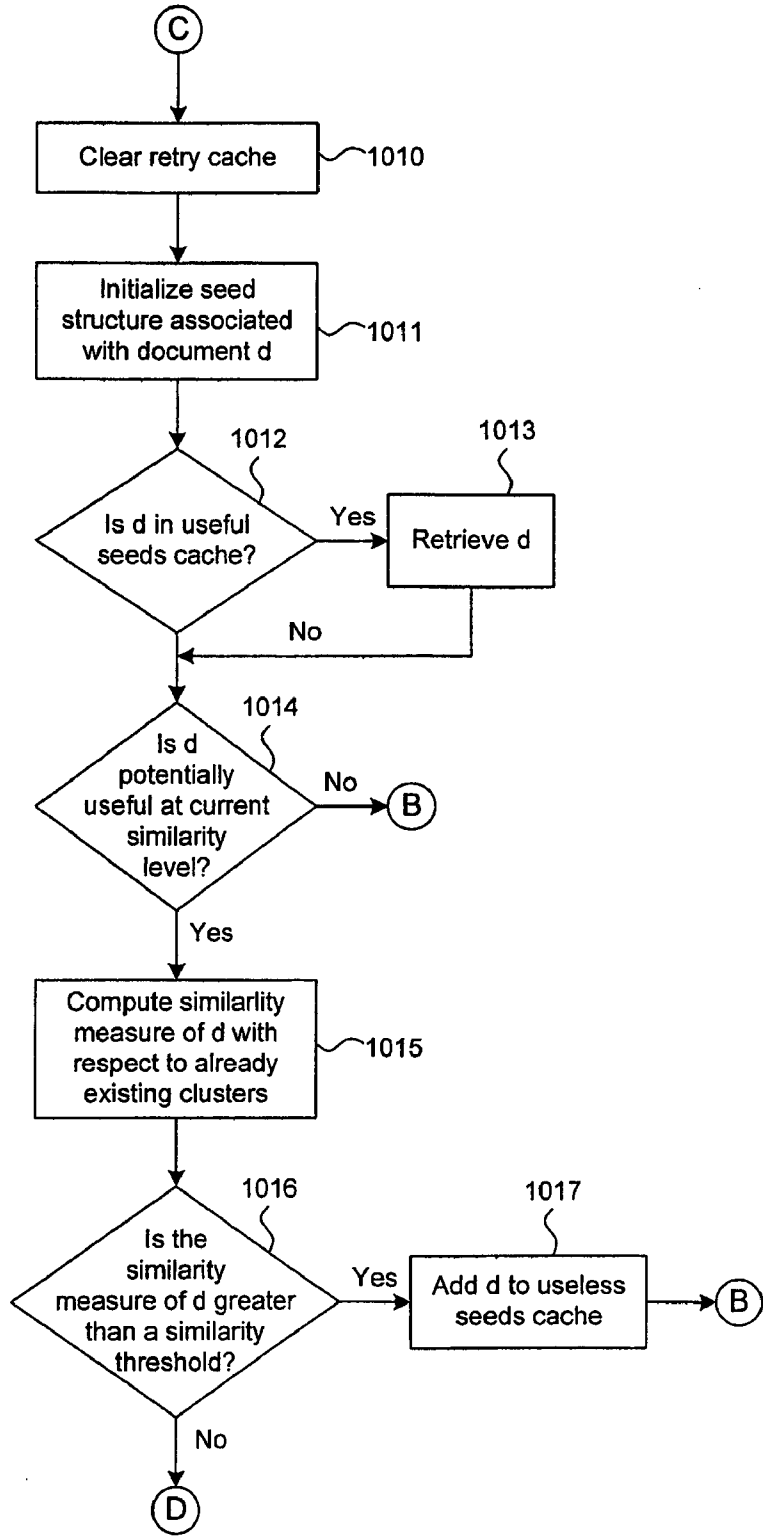 C
Clear retry cache
1010
Initialize seed
structure associated
with document d
1011
1012
Is d in useful
seeds cache?
Yes
1013
Retrieve d
No
1014
Is d
potentially
useful at current
similarity
level?
No
B
Yes
Compute similarlity
measure of d with
respect to already
existing clusters
1015
1016
Is the
similarity
measure of d greater
than a similarity
threshold?
Yes
1017
Add d to useless
seeds cache
B
No
D